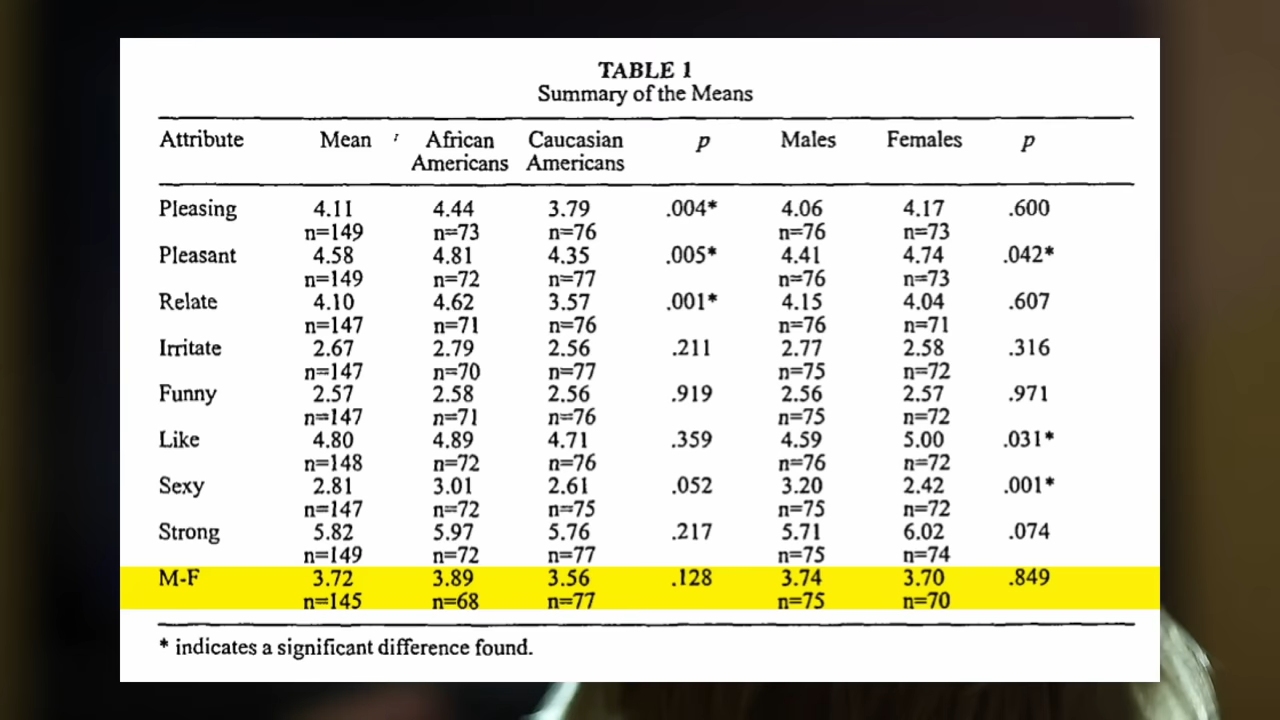 TABLE 1
Summary of the Means
Attribute Mean African Americans Caucasian Americans p Males Females p
Pleasing 4.11 4.44 3.79 .004* 4.06 4.17 .600
n=149 n=73 n=76 n=76 n=73
Pleasant 4.58 4.81 4.35 .005* 4.41 4.74 .042*
n=149 n=72 n=77 n=76 n=73
Relate 4.10 4.62 3.57 .001* 4.15 4.04 .607
n=147 n=71 n=76 n=76 n=71
Irritate 2.67 2.79 2.56 .211 2.77 2.58 .316
n=147 n=70 n=77 n=75 n=72
Funny 2.57 2.58 2.56 .919 2.56 2.57 .971
n=147 n=71 n=76 n=75 n=72
Like 4.80 4.89 4.71 .359 4.59 5.00 .031*
n=148 n=72 n=76 n=76 n=72
Sexy 2.81 3.01 2.61 .052 3.20 2.42 .001*
n=147 n=72 n=75 n=75 n=72
Strong 5.82 5.97 5.76 .217 5.71 6.02 .074
n=149 n=72 n=77 n=75 n=74
M-F 3.72 3.89 3.56 .128 3.74 3.70 .849
n=145 n=68 n=77 n=75 n=70
* indicates a significant difference found.